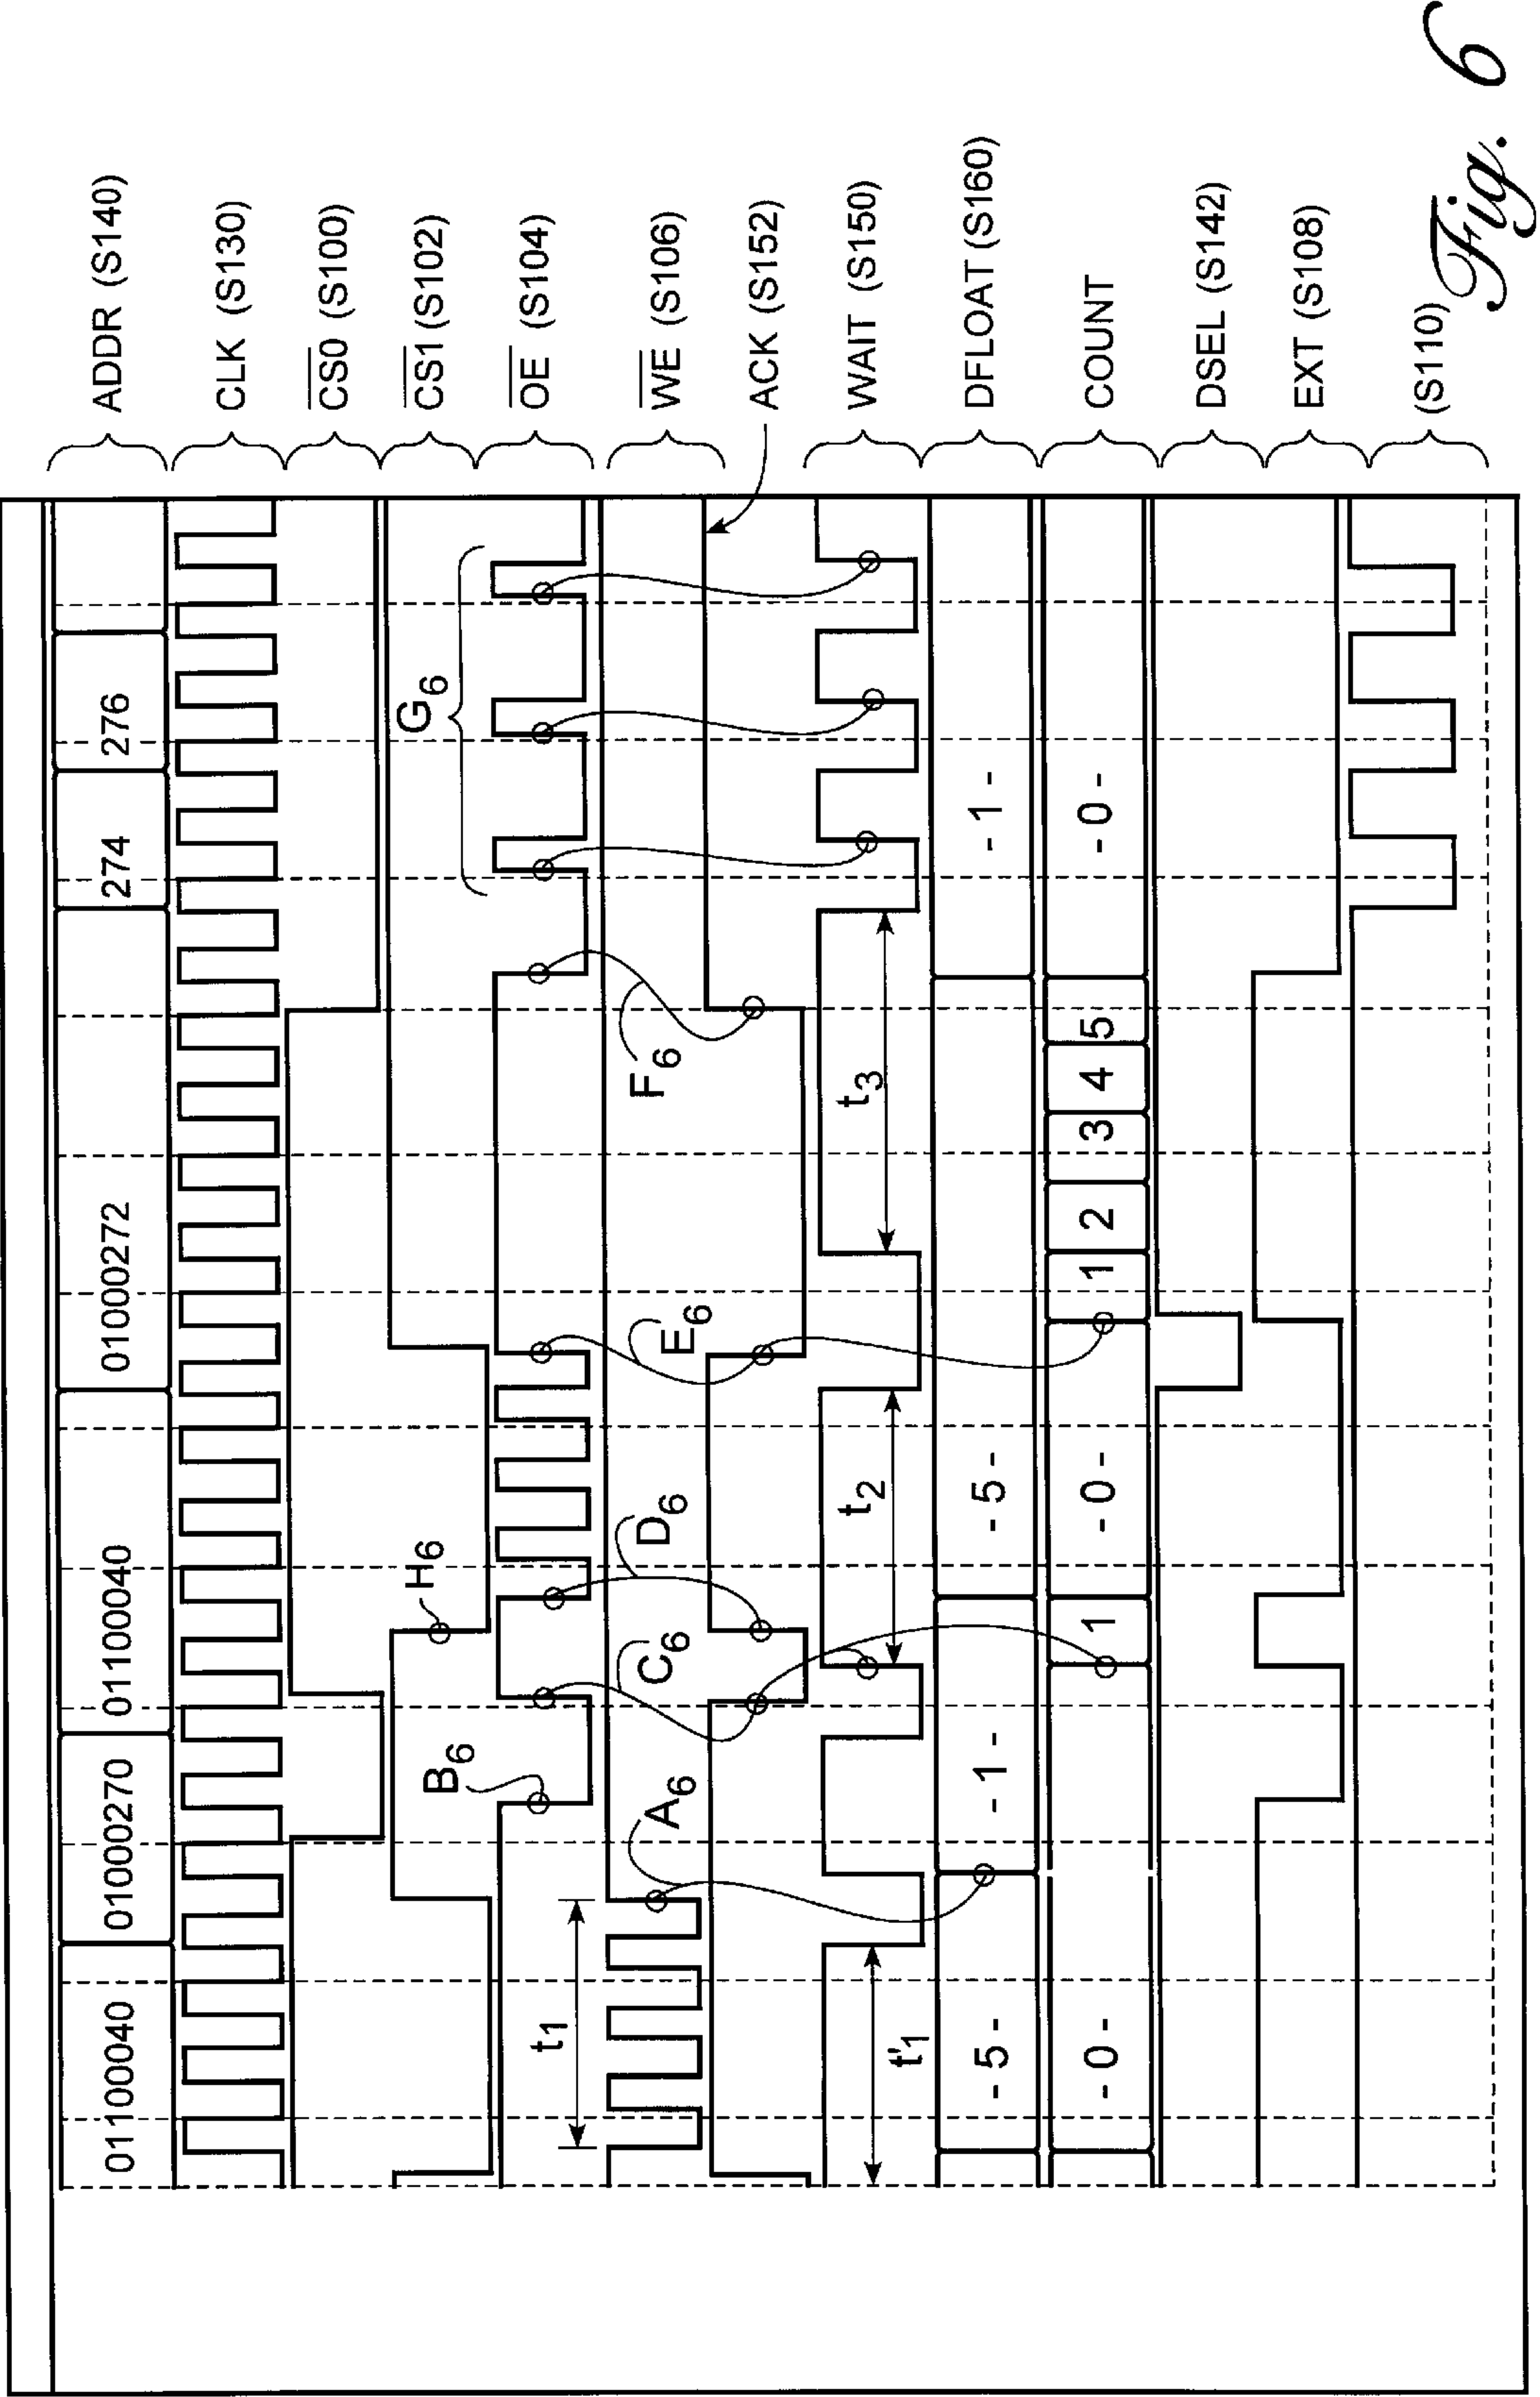 ADDR (S140)
01100040 01000270 01100040 01000272 274 276
CLK (S130)
CS0 (S100)
CS1 (S102)
H6
OE (S104)
B6
G6
WE (S106)
t1
A6
C6
D6
E6
F6
ACK (S152)
WAIT (S150)
t'1
t2
t3
DFLOAT (S160)
- 5 - - 1 - - 5 - - 1 -
COUNT
- 0 - 1 - 0 - 1 2 3 4 5 - 0 -
DSEL (S142)
EXT (S108)
(S110)
Fig. 6